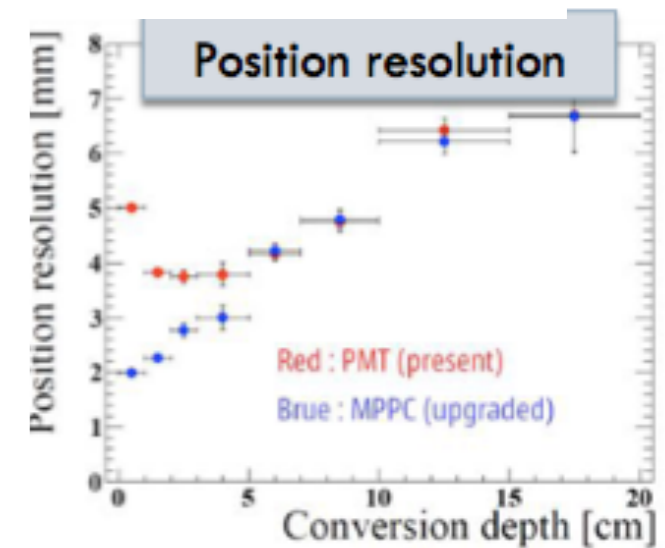 Position resolution
Position resolution [mm]
8
7
6
5
4
3
2
1
0
Red : PMT (present)
Brue : MPPC (upgraded)
0 5 10 15 20
Conversion depth [cm]